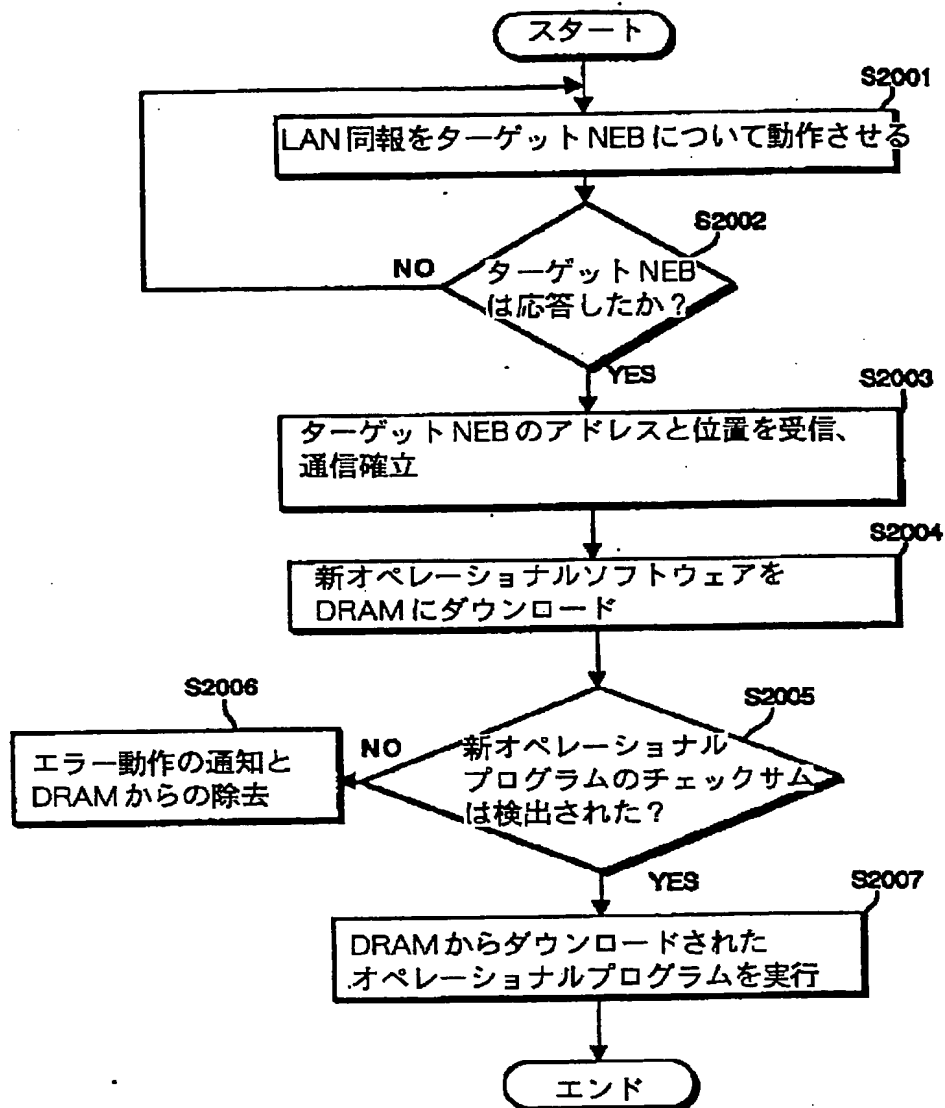 スタート
S2001
LAN同報をターゲットNEBについて動作させる
S2002
NO
ターゲットNEB
は応答したか？
YES
S2003
ターゲットNEBのアドレスと位置を受信、
通信確立
S2004
新オペレーショナルソフトウェアを
DRAMにダウンロード
S2006
S2005
エラー動作の通知と
DRAMからの除去
NO
新オペレーショナル
プログラムのチェックサム
は検出された？
YES
S2007
DRAMからダウンロードされた
オペレーショナルプログラムを実行
エンド